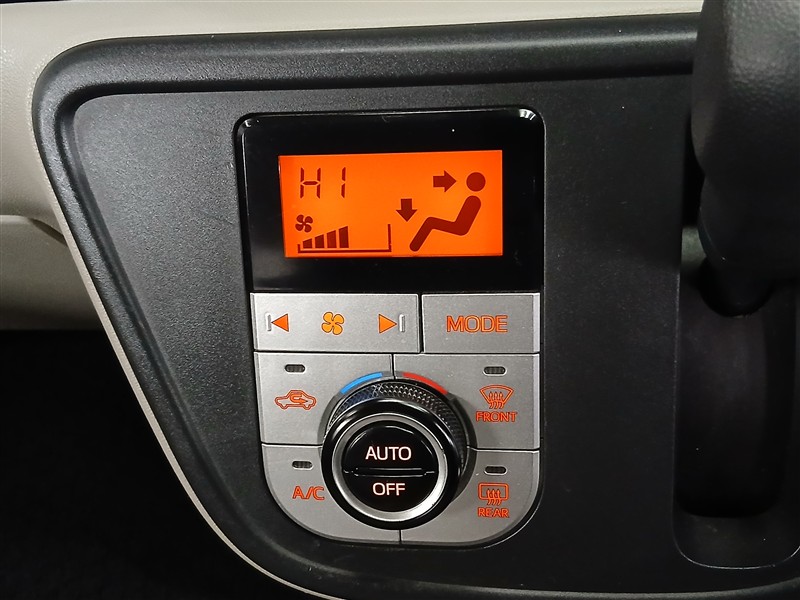 HI
MODE
FRONT
AUTO
OFF
A/C
REAR